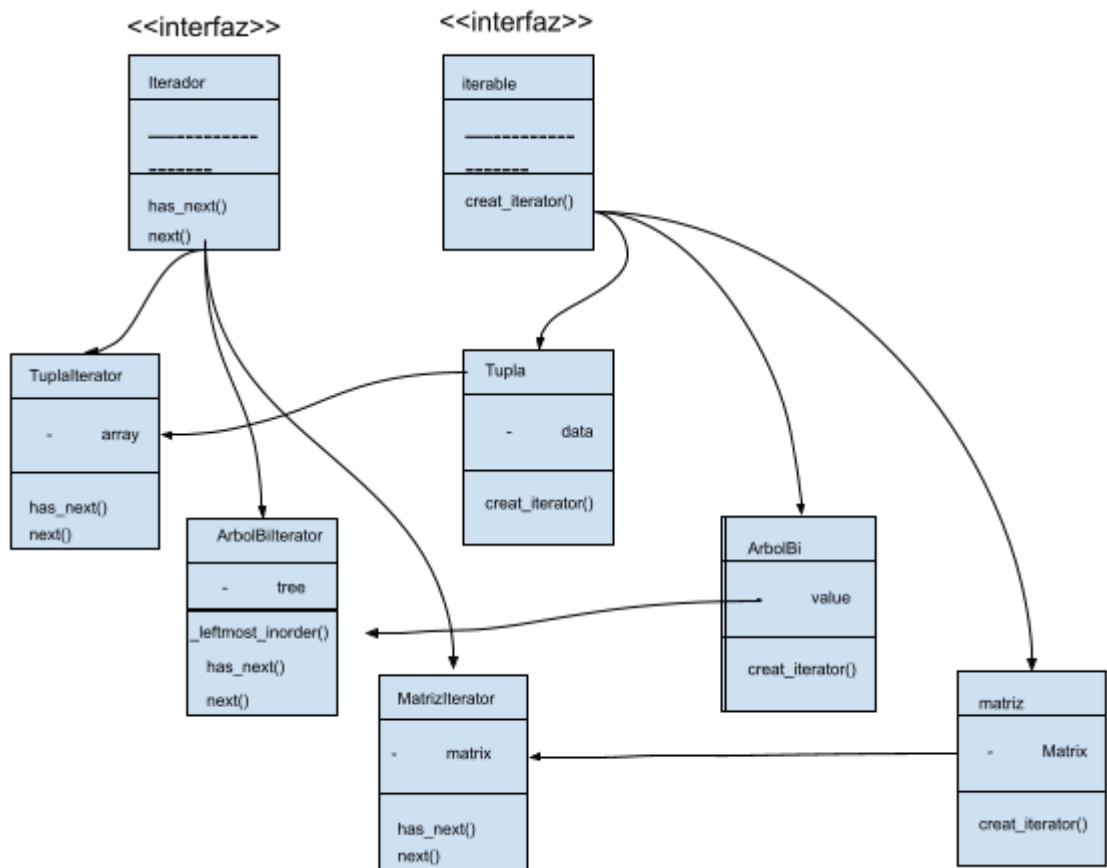 <<interfaz>>
<<interfaz>>
Iterador
has_next()
next()
iterable
creat_iterator()
TuplaIterator
- array
has_next()
next()
Tupla
- data
creat_iterator()
ArbolBiIterator
- tree
_leftmost_inorder()
has_next()
next()
ArbolBi
- value
creat_iterator()
MatrizIterator
- matrix
has_next()
next()
matriz
- Matrix
creat_iterator()